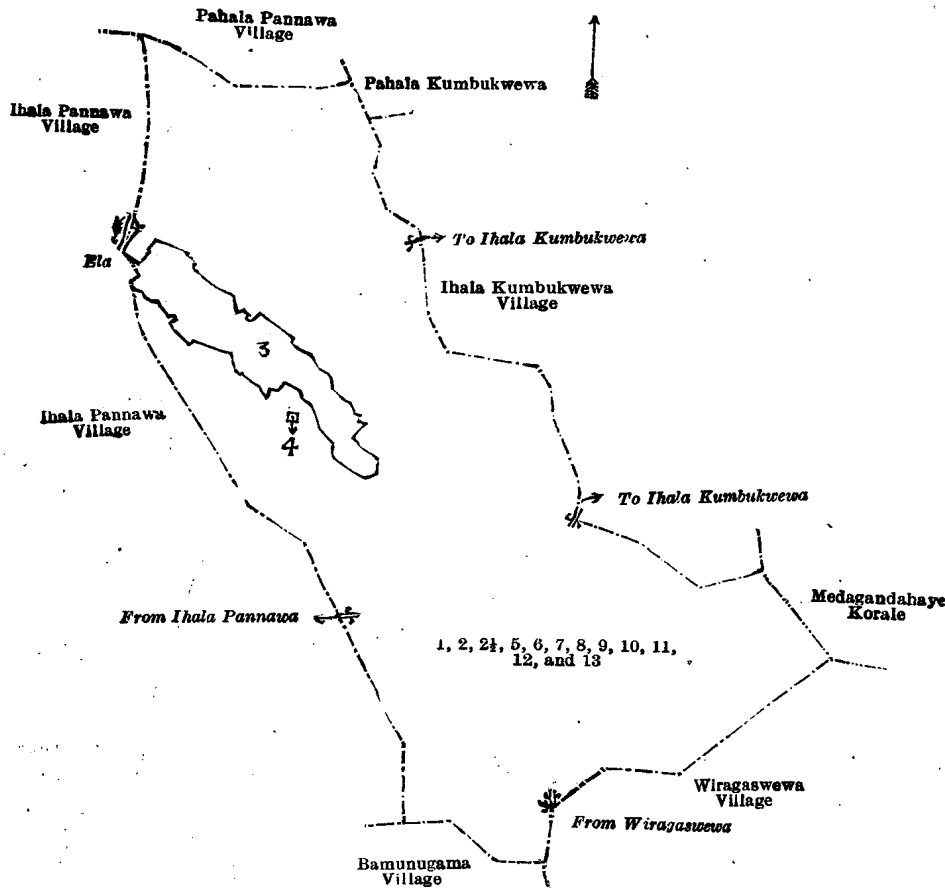 Pahala Pannawa
Village
Pahala Kumbukwewa
Ihala Pannawa
Village
To Ihala Kumbukwewa
Ela
Ihala Kumbukwewa
Village
3
Ihala Pannawa
Village
4
To Ihala Kumbukwewa
Medagandahaye
Korale
From Ihala Pannawa
1, 2, 2½, 5, 6, 7, 8, 9, 10, 11,
12, and 13
Wiragaswewa
Village
From Wiragaswewa
Bamunugama
Village